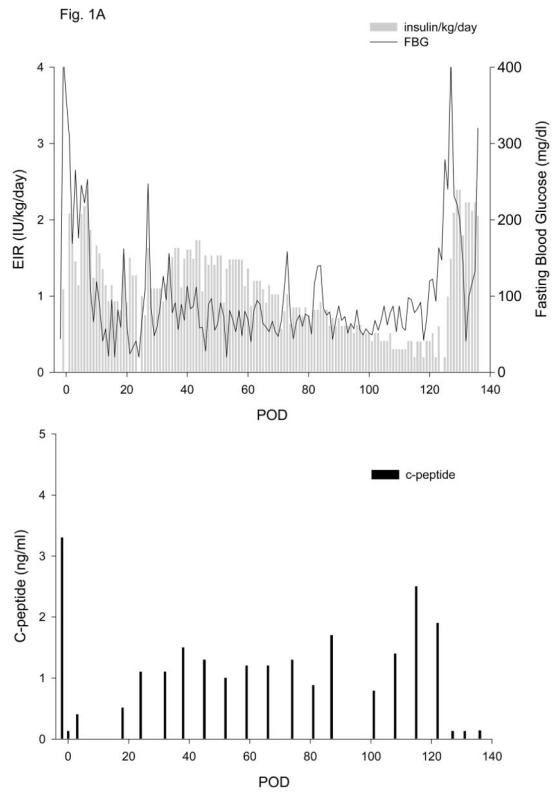 Fig. 1A
insulin/kg/day
FBG
4
400
3
300
2
200
1
100
0
0
EIR (IU/kg/day)
Fasting Blood Glucose (mg/dl)
0 20 40 60 80 100 120 140
POD
5
4
3
2
1
0
C-peptide (ng/ml)
c-peptide
0 20 40 60 80 100 120 140
POD